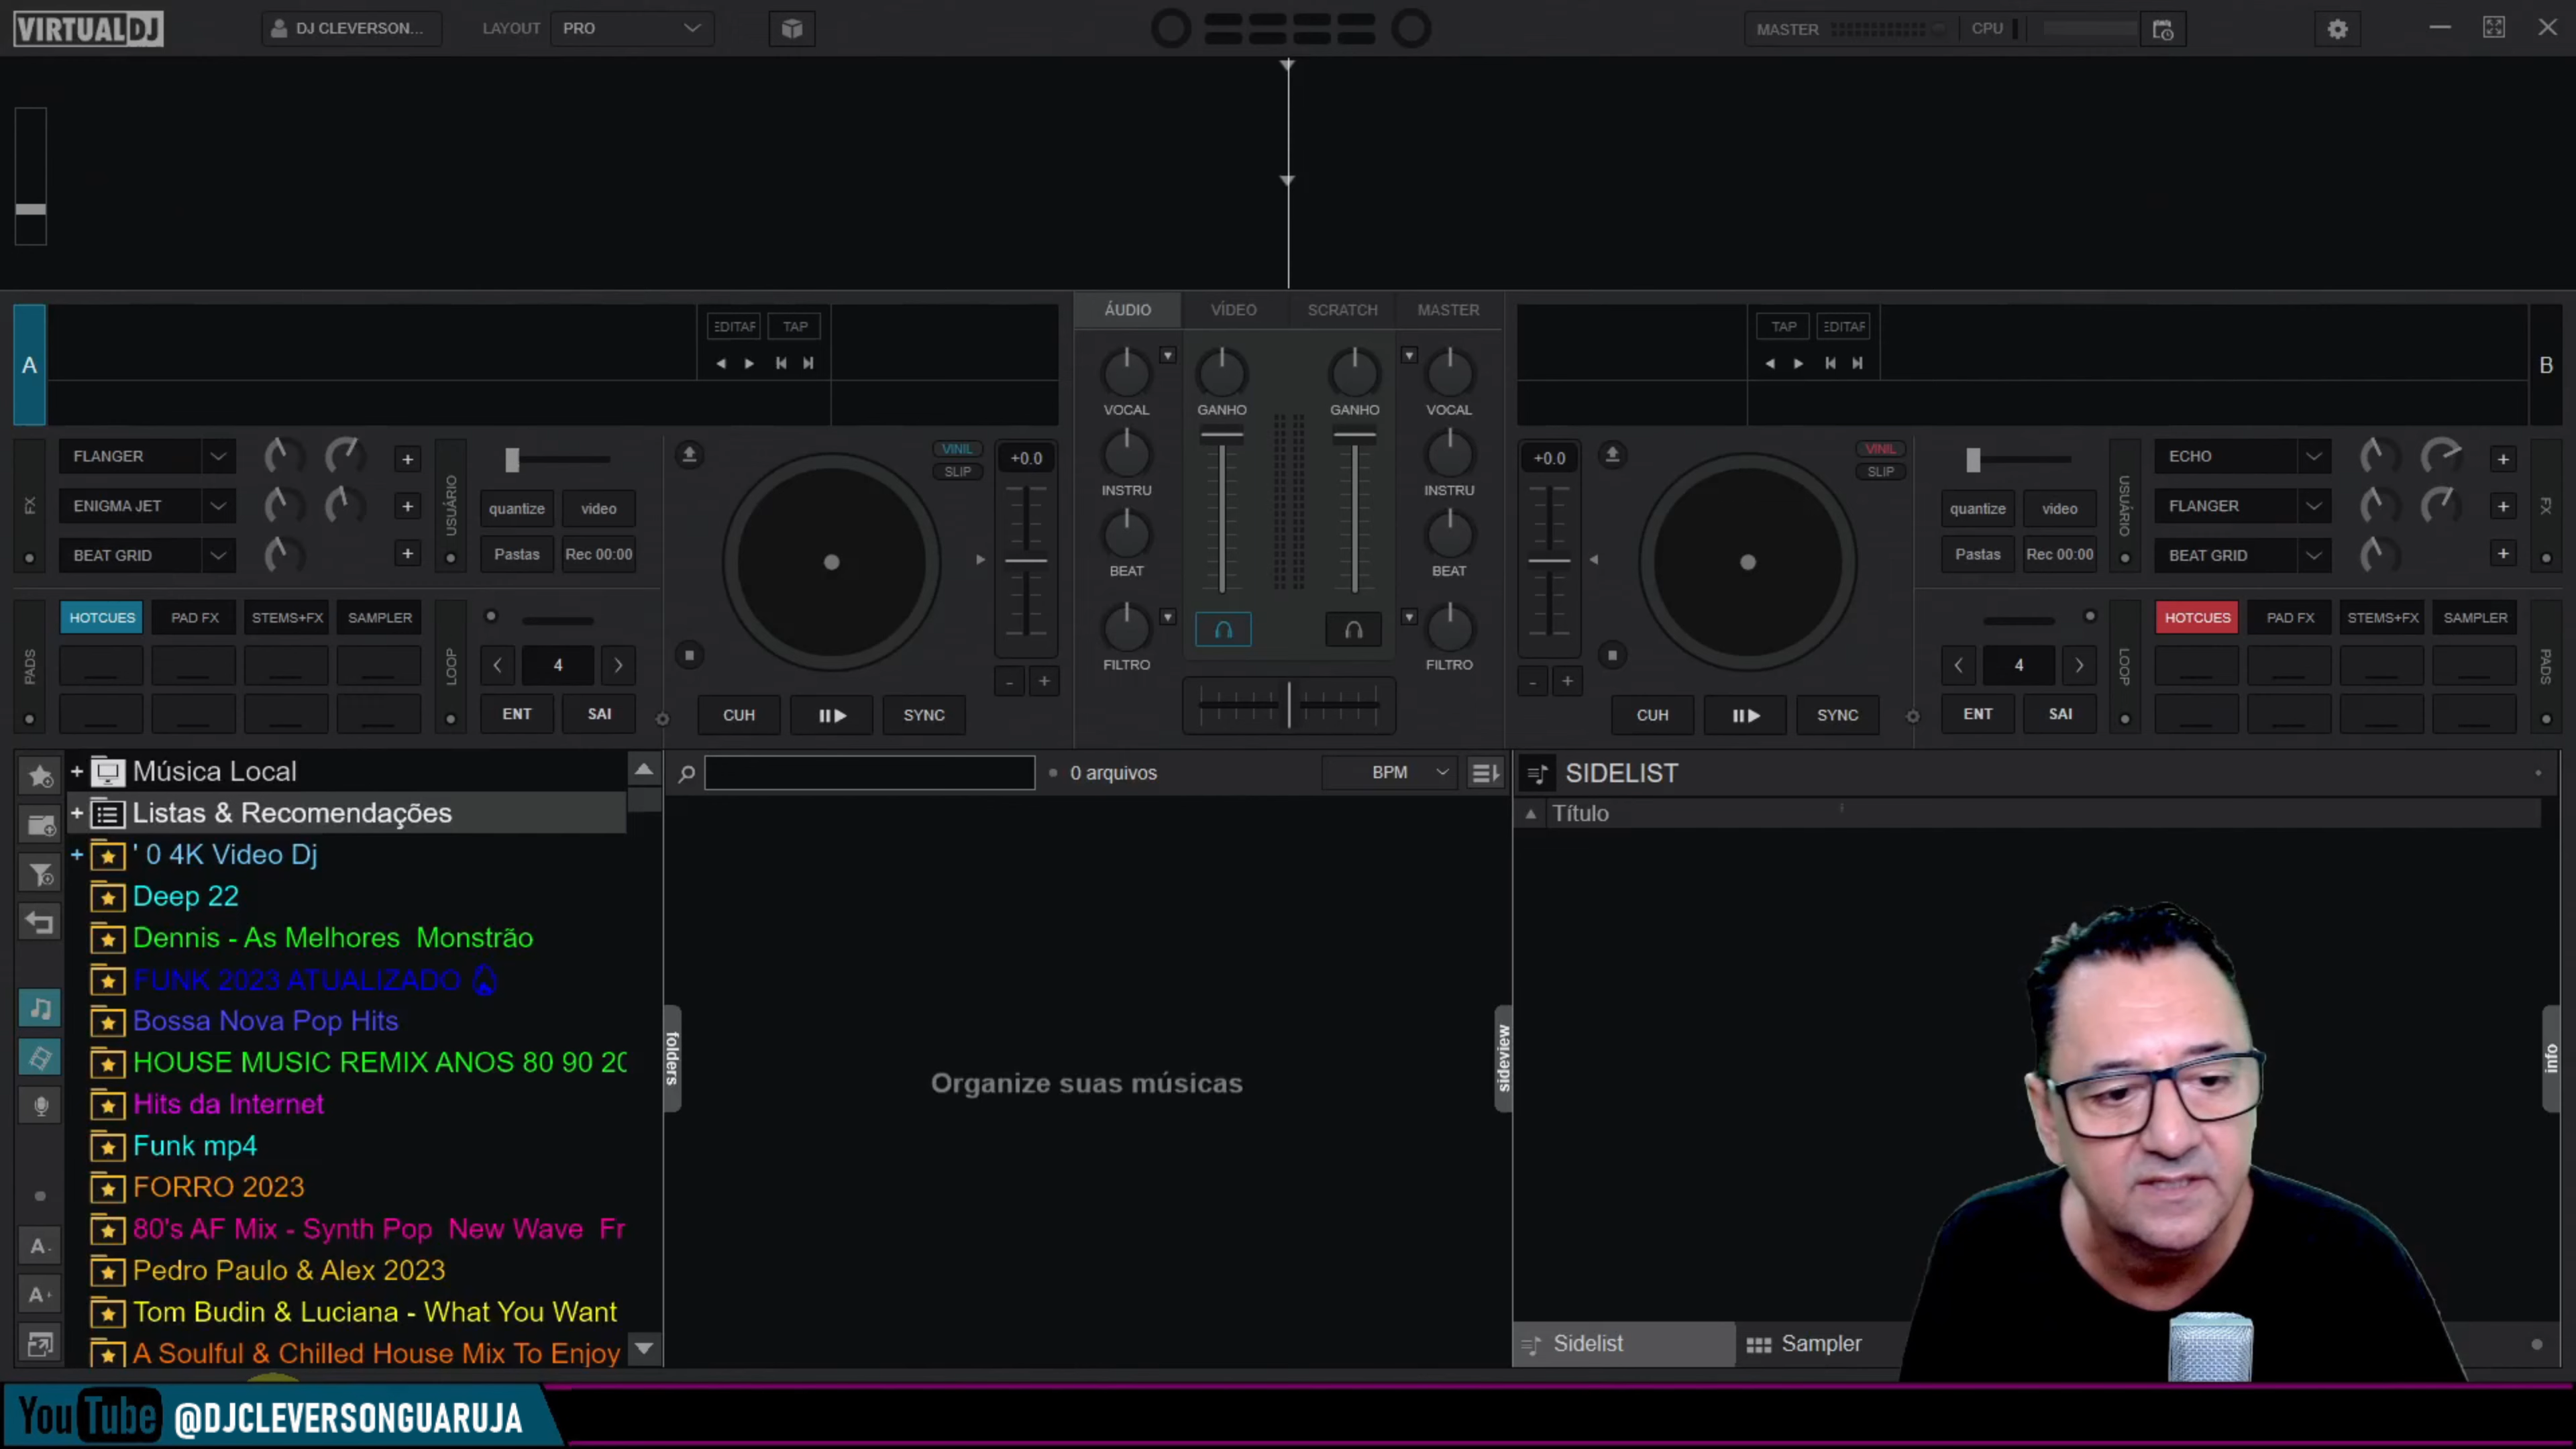 VIRTUALDJ
DJ CLEVERSON...
LAYOUT
PRO
MASTER
CPU
A
EDITAR
TAP
ÁUDIO
VÍDEO
SCRATCH
MASTER
TAP
EDITAR
B
VOCAL
GANHO
GANHO
VOCAL
INSTRU
INSTRU
BEAT
BEAT
FILTRO
FILTRO
FX
FLANGER
ENIGMA JET
BEAT GRID
USUÁRIO
quantize
video
Pastas
Rec 00:00
VINIL
SLIP
+0.0
+0.0
VINIL
SLIP
quantize
video
Pastas
Rec 00:00
USUÁRIO
ECHO
FLANGER
BEAT GRID
FX
PADS
HOTCUES
PAD FX
STEMS+FX
SAMPLER
LOOP
4
ENT
SAI
CUH
SYNC
-
+
-
+
CUH
SYNC
4
ENT
SAI
LOOP
HOTCUES
PAD FX
STEMS+FX
SAMPLER
PADS
+ Música Local
+ Listas & Recomendações
+ ' 0 4K Video Dj
Deep 22
Dennis - As Melhores Monstrão
FUNK 2023 ATUALIZADO
Bossa Nova Pop Hits
HOUSE MUSIC REMIX ANOS 80 90 20
Hits da Internet
Funk mp4
FORRO 2023
80's AF Mix - Synth Pop New Wave Fr
Pedro Paulo & Alex 2023
Tom Budin & Luciana - What You Want
A Soulful & Chilled House Mix To Enjoy
A-
A+
folders
0 arquivos
BPM
Organize suas músicas
sideview
SIDELIST
Título
info
Sidelist
Sampler
YouTube @DJCLEVERSONGUARUJA